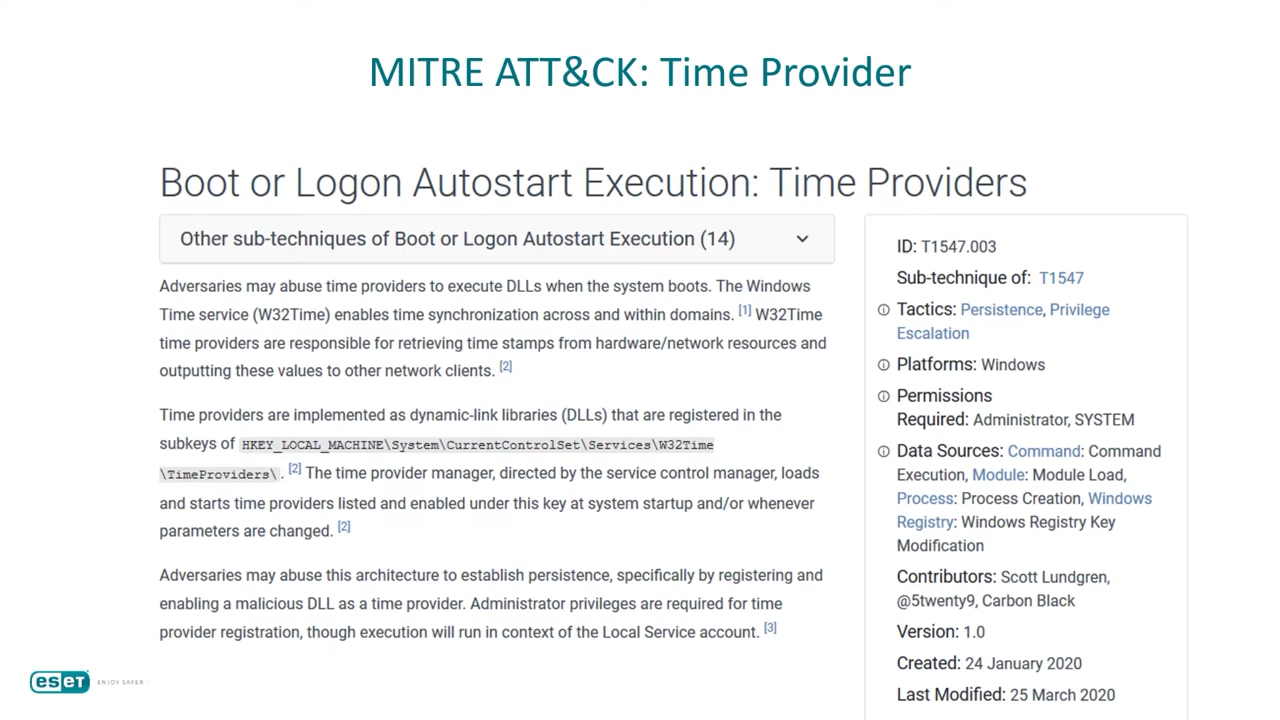 MITRE ATT&CK: Time Provider
Boot or Logon Autostart Execution: Time Providers
Other sub-techniques of Boot or Logon Autostart Execution (14)
Adversaries may abuse time providers to execute DLLs when the system boots. The Windows
Time service (W32Time) enables time synchronization across and within domains. [1] W32Time
time providers are responsible for retrieving time stamps from hardware/network resources and
outputting these values to other network clients. [2]
Time providers are implemented as dynamic-link libraries (DLLs) that are registered in the
subkeys of HKEY_LOCAL_MACHINE\System\CurrentControlSet\Services\W32Time
\TimeProviders\. [2] The time provider manager, directed by the service control manager, loads
and starts time providers listed and enabled under this key at system startup and/or whenever
parameters are changed. [2]
Adversaries may abuse this architecture to establish persistence, specifically by registering and
enabling a malicious DLL as a time provider. Administrator privileges are required for time
provider registration, though execution will run in context of the Local Service account. [3]
ID: T1547.003
Sub-technique of: T1547
Tactics: Persistence, Privilege
Escalation
Platforms: Windows
Permissions
Required: Administrator, SYSTEM
Data Sources: Command: Command
Execution, Module: Module Load,
Process: Process Creation, Windows
Registry: Windows Registry Key
Modification
Contributors: Scott Lundgren,
@5twenty9, Carbon Black
Version: 1.0
Created: 24 January 2020
Last Modified: 25 March 2020
eset ENJOY SAFER